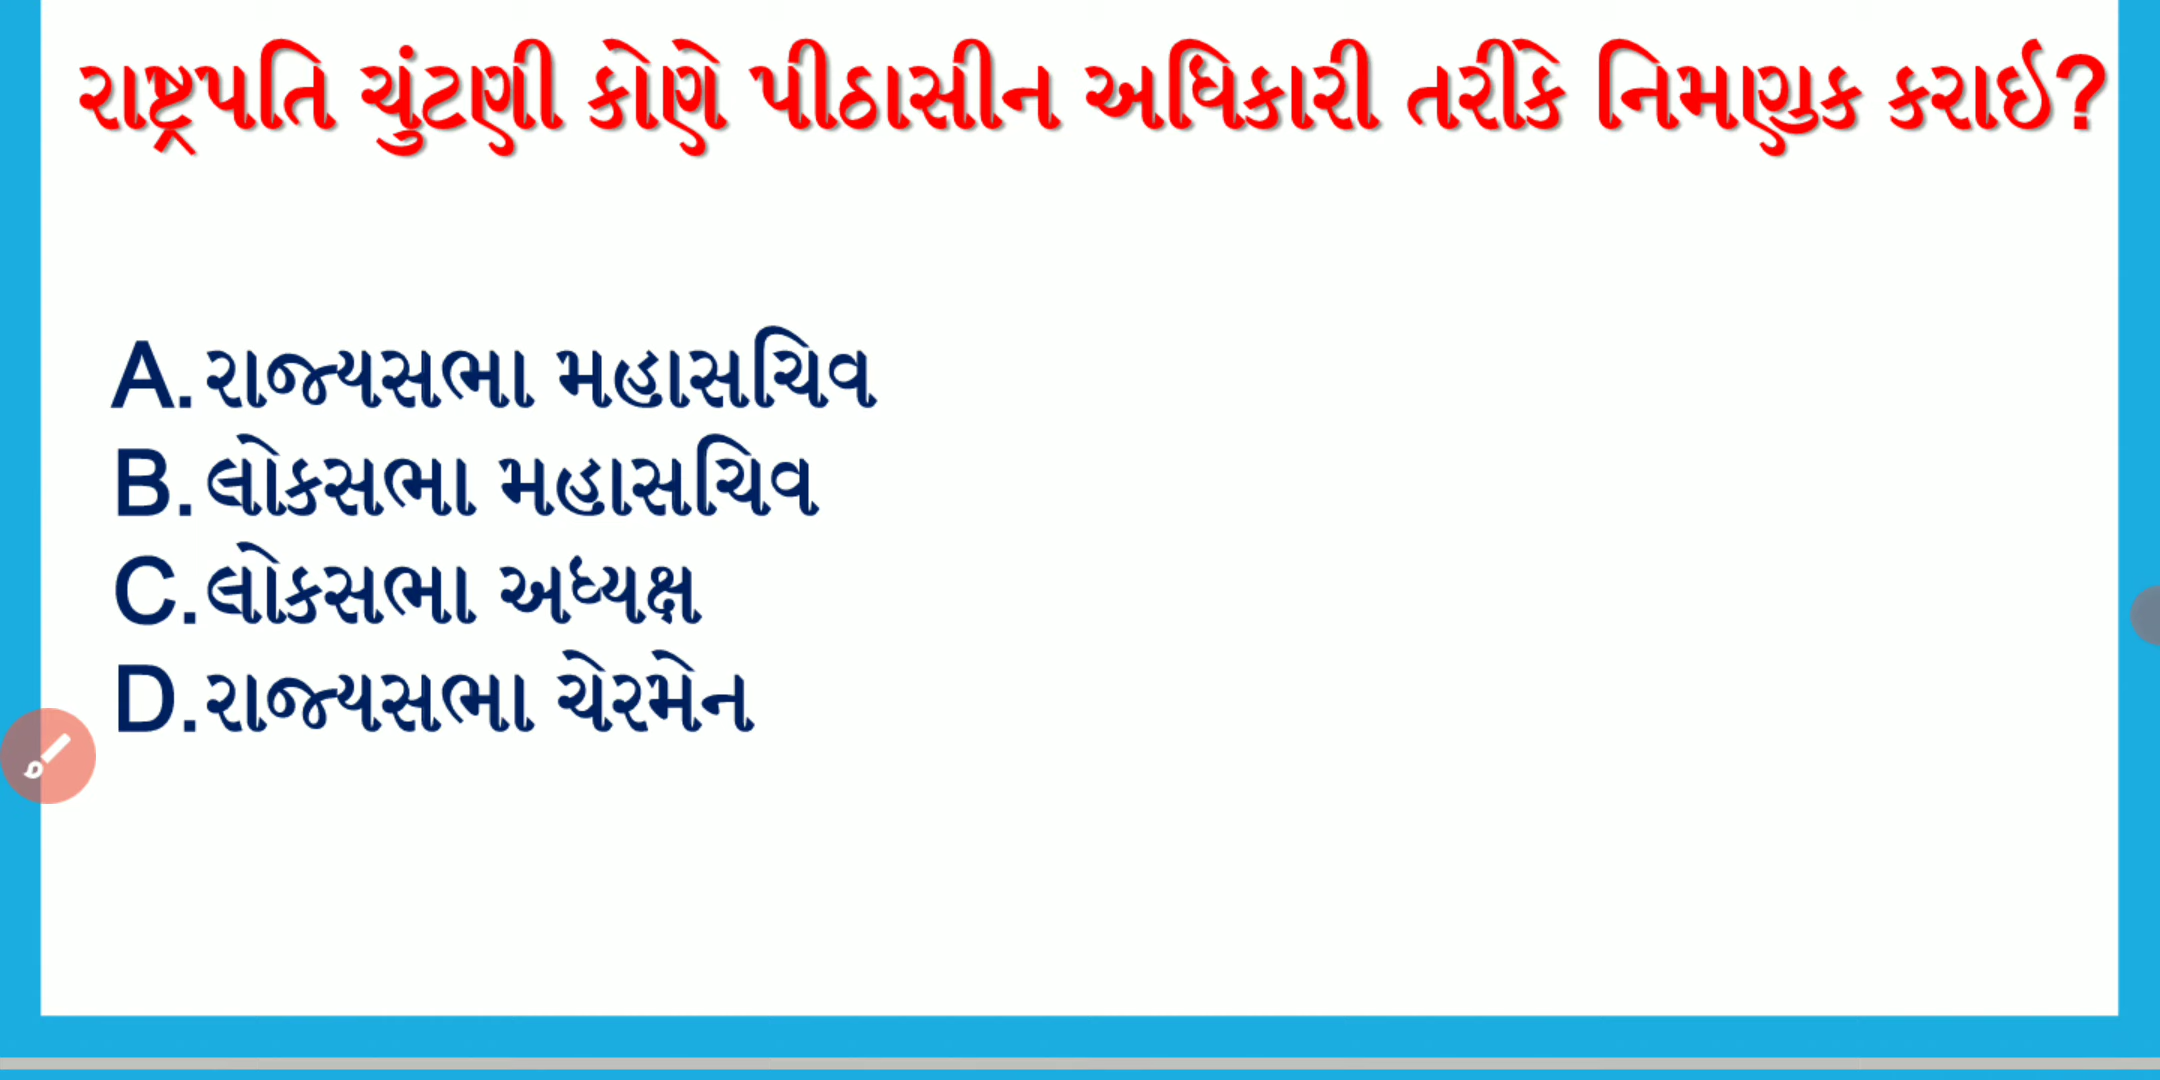 રાષ્ટ્રપતિ ચુંટણી કોણે પીઠાસીન અધિકારી તરીકે નિમણુક કરાઈ?
A. રાજ્યસભા મહાસચિવ
B. લોકસભા મહાસચિવ
C. લોકસભા અધ્યક્ષ
D. રાજ્યસભા ચેરમેન